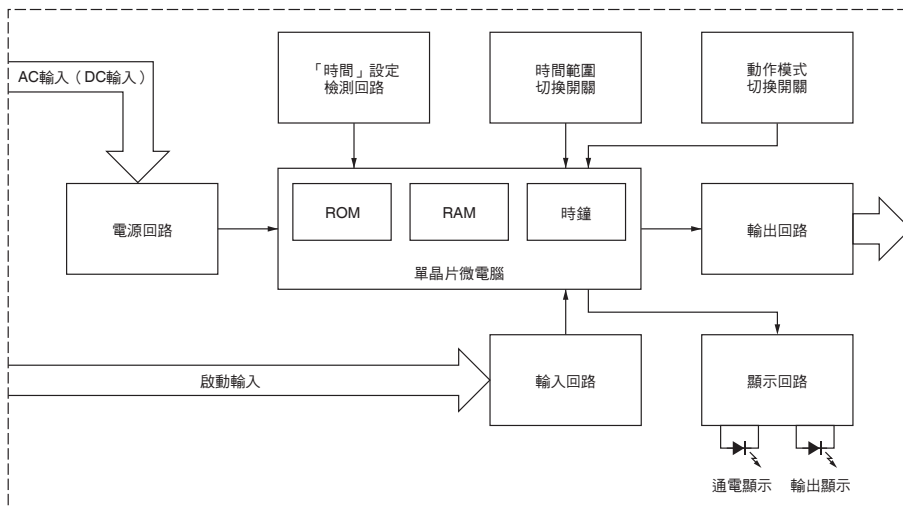 AC輸入（DC輸入）
「時間」設定
檢測回路
時間範圍
切換開關
動作模式
切換開關
電源回路
ROM
RAM
時鐘
單晶片微電腦
輸出回路
啟動輸入
輸入回路
顯示回路
通電顯示
輸出顯示